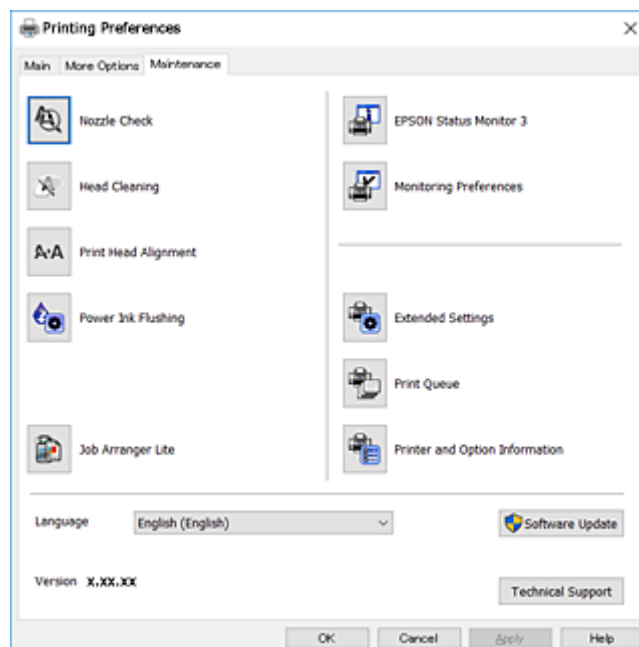 Printing Preferences
Main More Options Maintenance
Nozzle Check
EPSON Status Monitor 3
Head Cleaning
Monitoring Preferences
A·A Print Head Alignment
Power Ink Flushing
Extended Settings
Print Queue
Job Arranger Lite
Printer and Option Information
Language English (English) Software Update
Version X.XX.XX
Technical Support
OK Cancel Apply Help